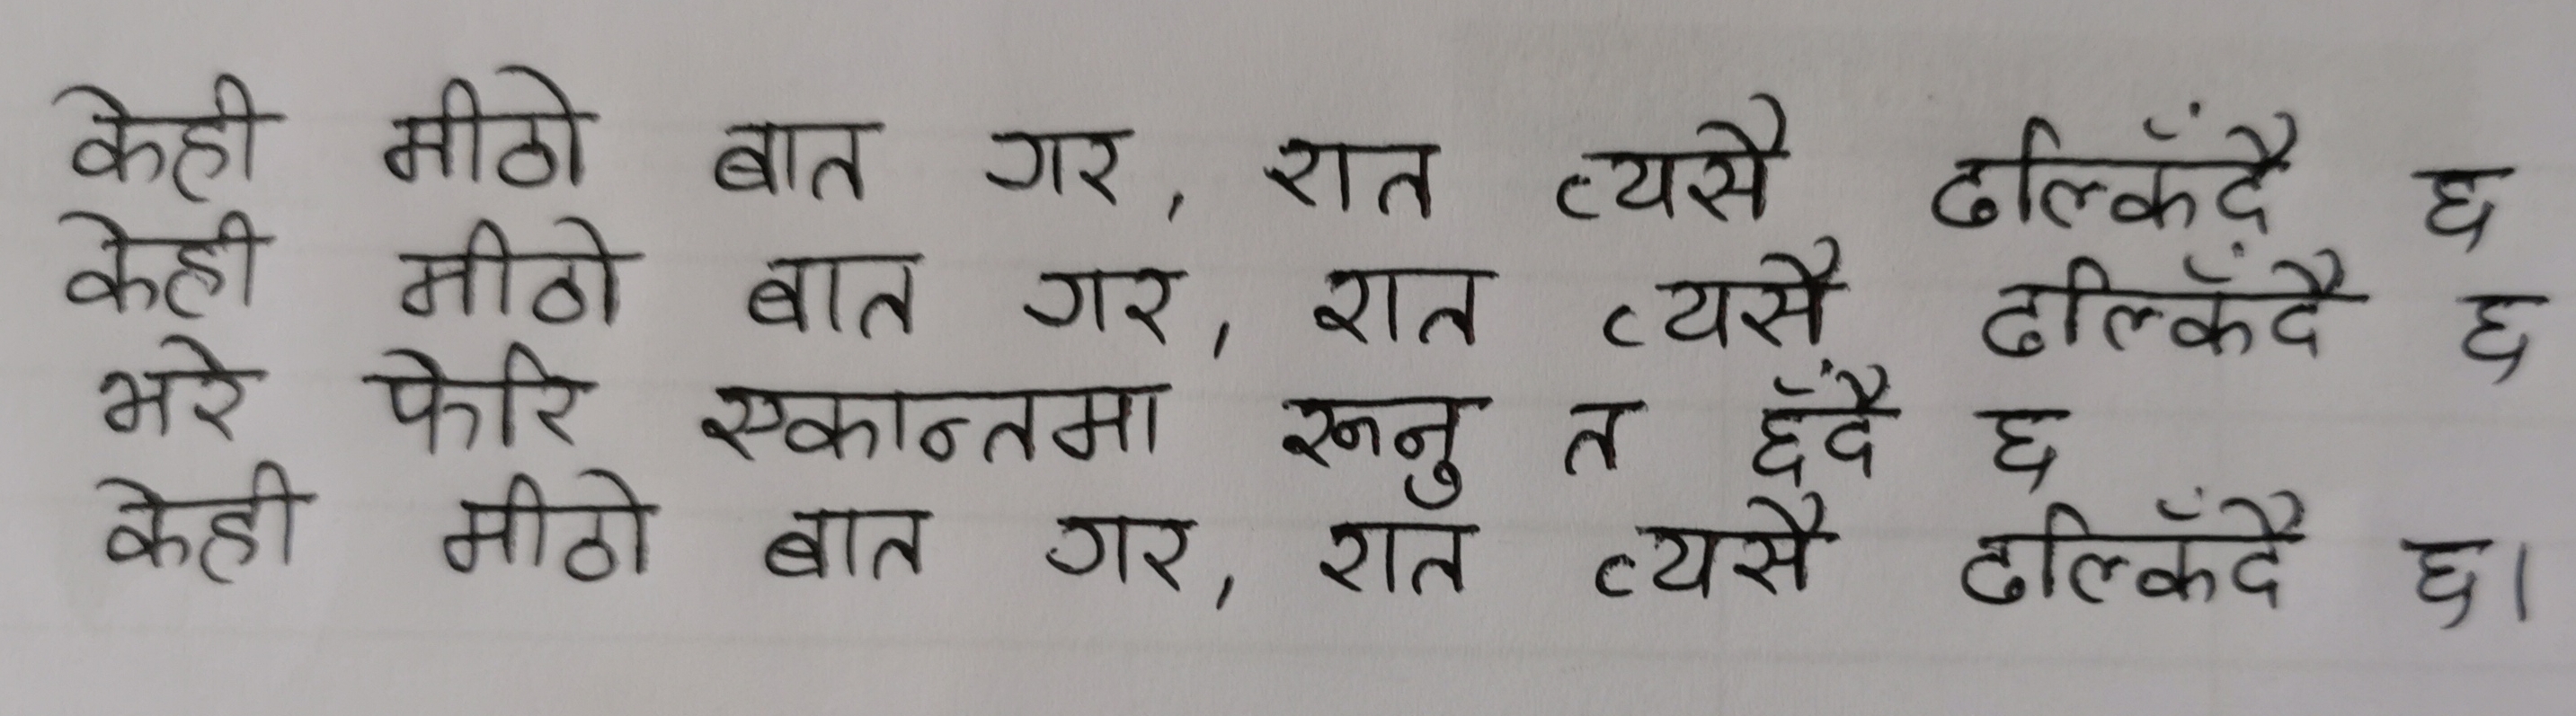 केही मीठो बात गर, रात त्यसै ढल्किँदै छ
केही मीठो बात गर, रात त्यसै ढल्किँदै छ
भरे फेरि एकान्तमा रूनु त छँदै छ
केही मीठो बात गर, रात त्यसै ढल्किँदै छ।